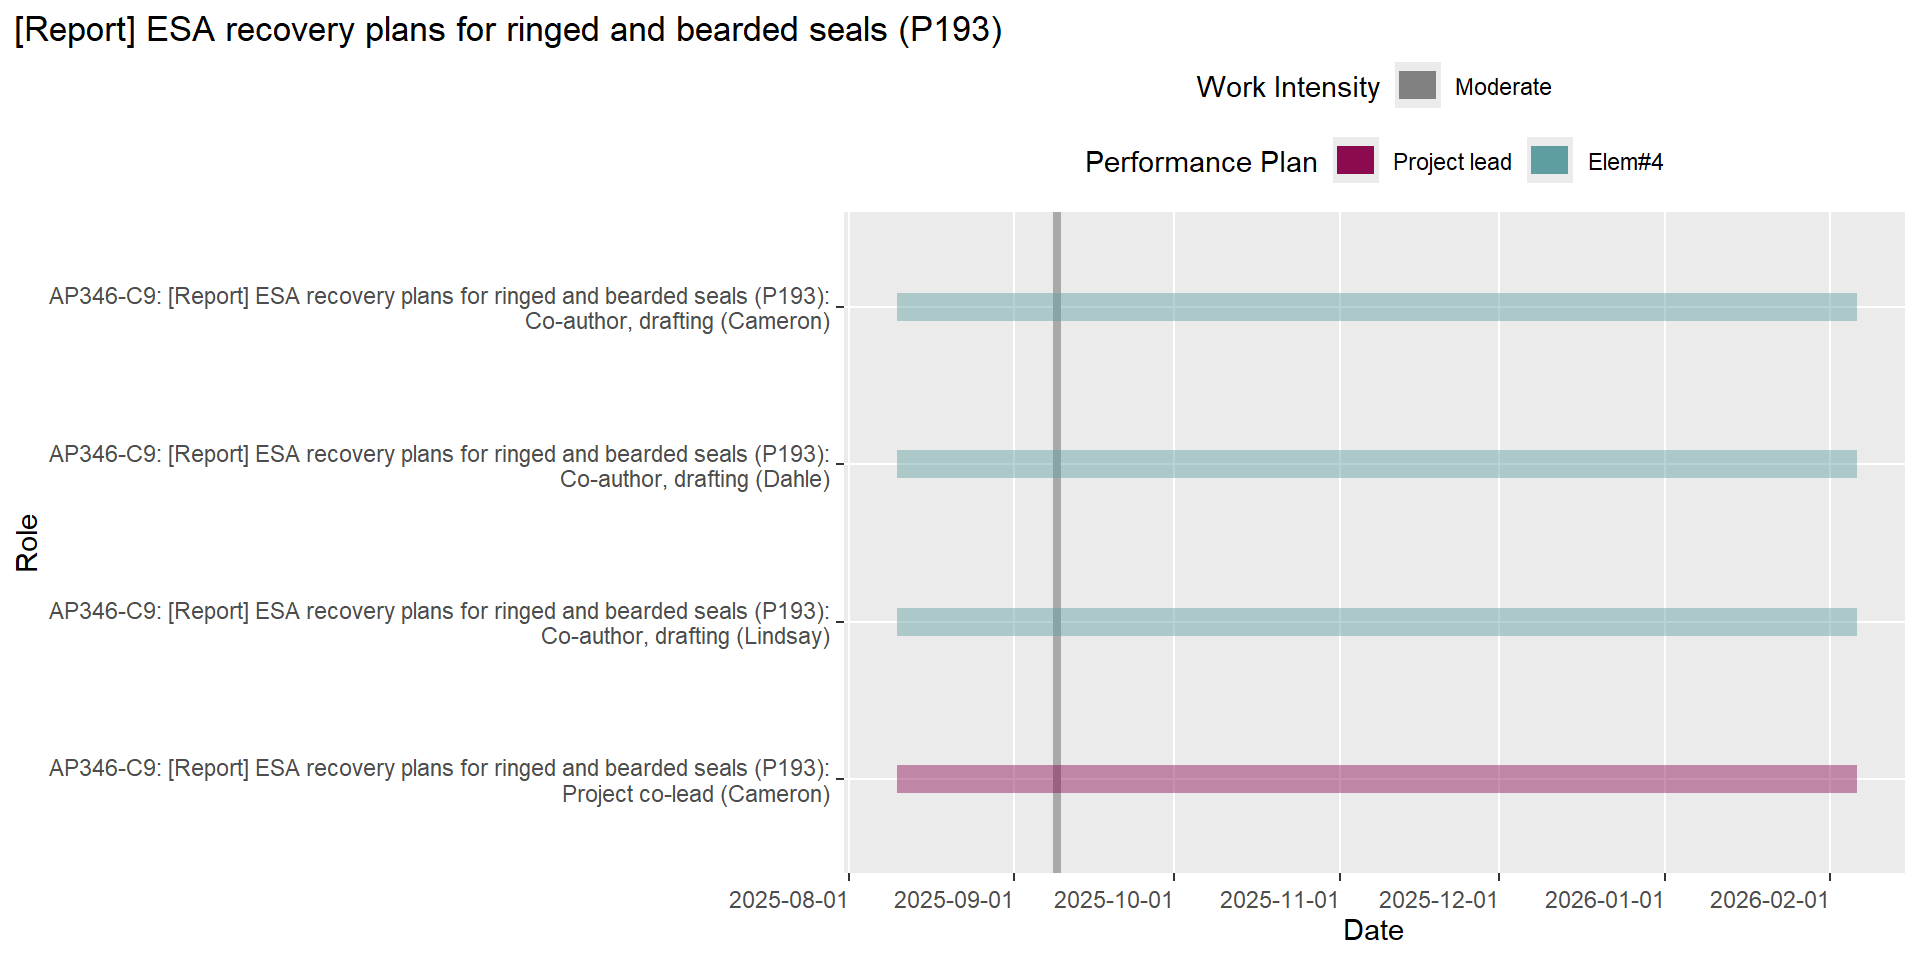 [Report] ESA recovery plans for ringed and bearded seals (P193)
Work Intensity Moderate
Performance Plan Project lead Elem#4
AP346-C9: [Report] ESA recovery plans for ringed and bearded seals (P193):
Co-author, drafting (Cameron)
AP346-C9: [Report] ESA recovery plans for ringed and bearded seals (P193):
Co-author, drafting (Dahle)
Role
AP346-C9: [Report] ESA recovery plans for ringed and bearded seals (P193):
Co-author, drafting (Lindsay)
AP346-C9: [Report] ESA recovery plans for ringed and bearded seals (P193):
Project co-lead (Cameron)
2025-08-01 2025-09-01 2025-10-01 2025-11-01 2025-12-01 2026-01-01 2026-02-01
Date